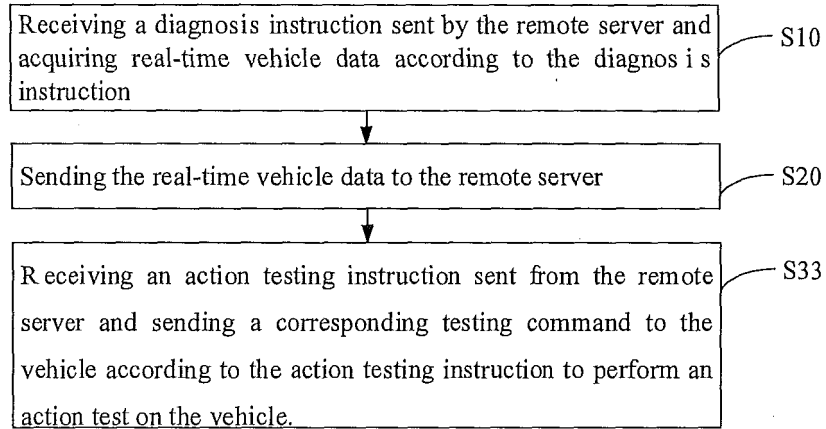 Receiving a diagnosis instruction sent by the remote server and
acquiring real-time vehicle data according to the diagnos i s
instruction
S10
Sending the real-time vehicle data to the remote server
S20
R eceiving an action testing instruction sent from the remote
server and sending a corresponding testing command to the
vehicle according to the action testing instruction to perform an
action test on the vehicle.
S33